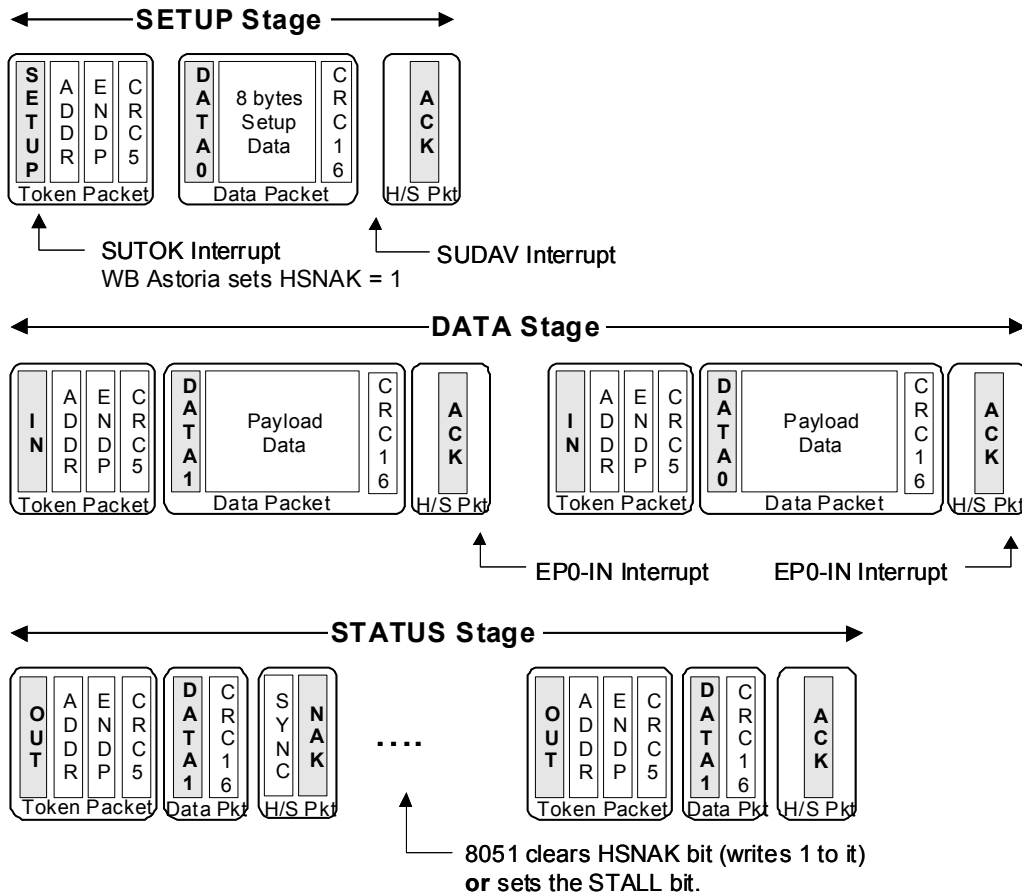 SETUP Stage
SETUP
ADDR
ENDP
CRC5
Token Packet
DATA0
8 bytes
Setup
Data
CRC16
Data Packet
ACK
H/S Pkt
SUTOK Interrupt
WB Astoria sets HSNAK = 1
SUDAV Interrupt
DATA Stage
IN
ADDR
ENDP
CRC5
Token Packet
DATA1
Payload
Data
CRC16
Data Packet
ACK
H/S Pkt
IN
ADDR
ENDP
CRC5
Token Packet
DATA0
Payload
Data
CRC16
Data Packet
ACK
H/S Pkt
EP0-IN Interrupt
EP0-IN Interrupt
STATUS Stage
OUT
ADDR
ENDP
CRC5
Token Packet
DATA1
CRC16
Data Pkt
SYNC
NAK
H/S Pkt
....
OUT
ADDR
ENDP
CRC5
Token Packet
DATA1
CRC16
Data Pkt
ACK
H/S Pkt
8051 clears HSNAK bit (writes 1 to it)
or sets the STALL bit.